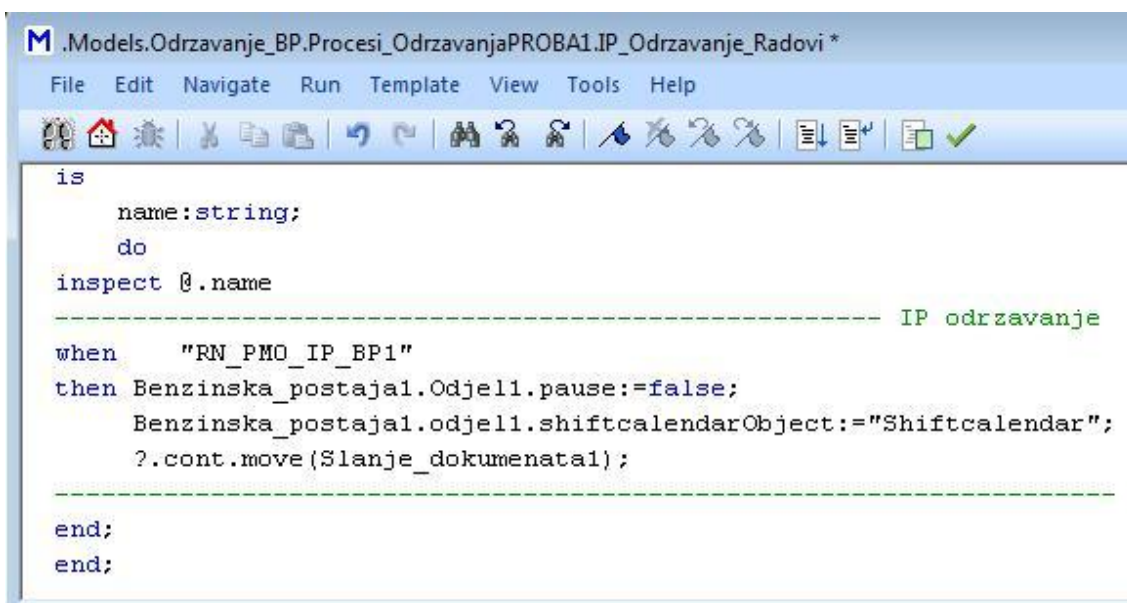 M .Models.Odrzavanje_BP.Procesi_OdrzavanjaPROBA1.IP_Odrzavanje_Radovi *
File Edit Navigate Run Template View Tools Help
is
name:string;
do
inspect @.name
----------------------------------------------------- IP odrzavanje
when "RN_PMO_IP_BP1"
then Benzinska_postaja1.Odjel1.pause:=false;
Benzinska_postaja1.odjel1.shiftcalendarObject:="Shiftcalendar";
?.cont.move(Slanje_dokumenata1);
--------------------------------------------------------------------
end;
end;